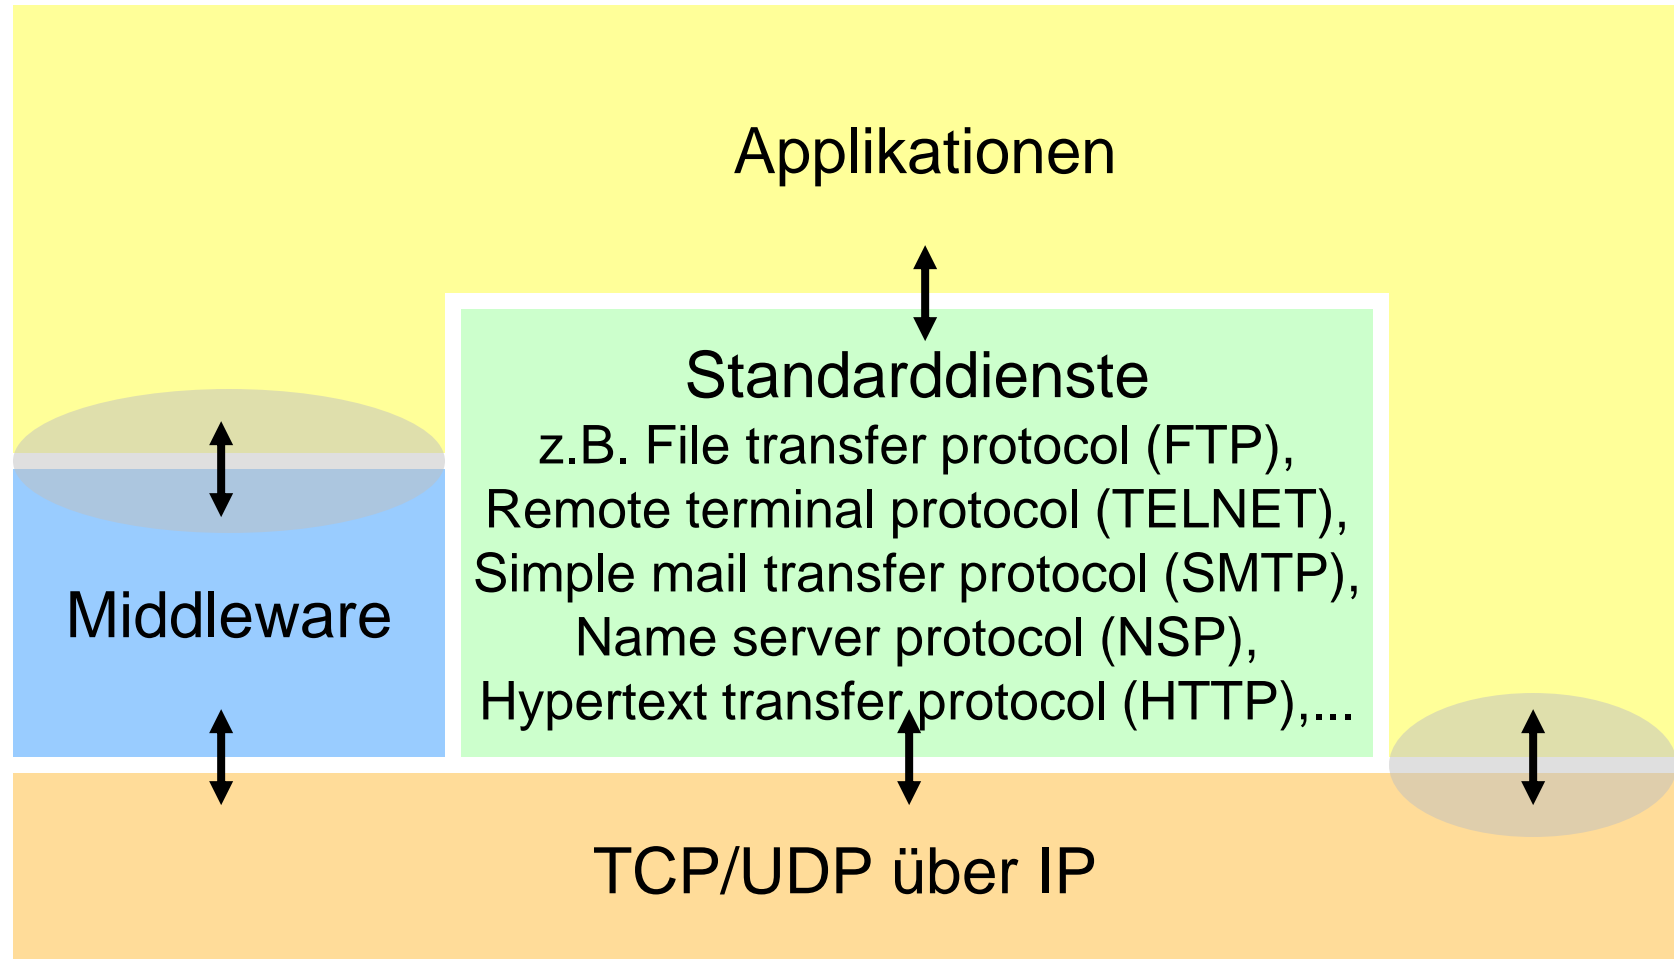 Applikationen
Standarddienste
z.B. File transfer protocol (FTP),
Remote terminal protocol (TELNET),
Simple mail transfer protocol (SMTP),
Name server protocol (NSP),
Hypertext transfer protocol (HTTP),...
Middleware
TCP/UDP über IP